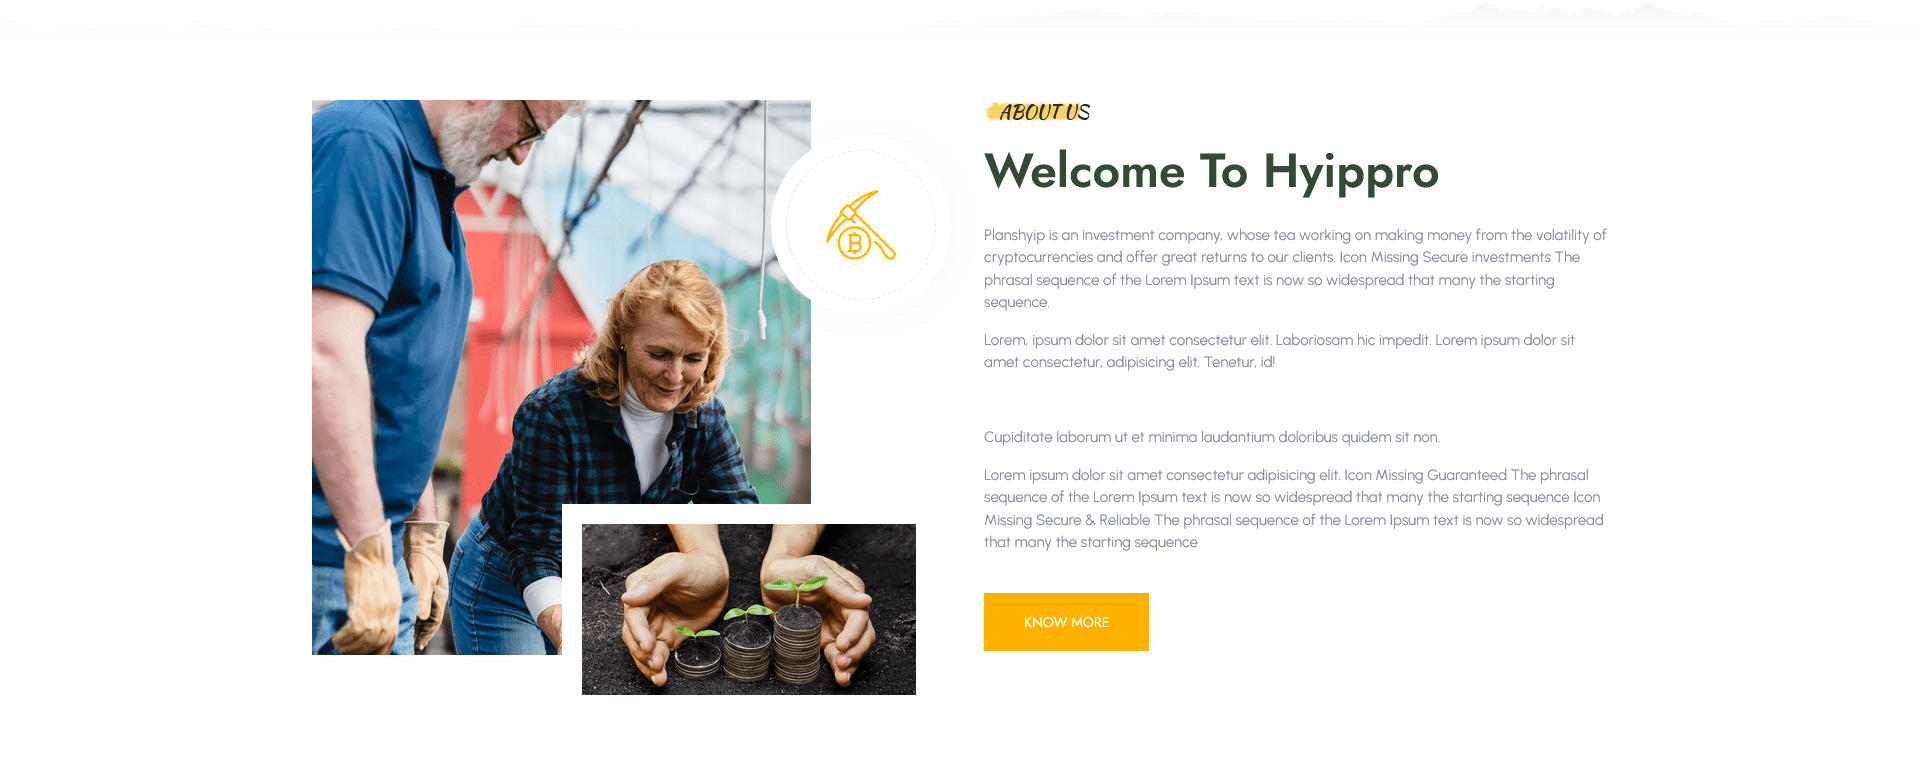 ABOUT US
Welcome To Hyippro
Planshyip is an investment company, whose tea working on making money from the volatility of
cryptocurrencies and offer great returns to our clients. Icon Missing Secure investments The
phrasal sequence of the Lorem Ipsum text is now so widespread that many the starting
sequence.
Lorem, ipsum dolor sit amet consectetur elit. Laboriosam hic impedit. Lorem ipsum dolor sit
amet consectetur, adipisicing elit. Tenetur, id!
Cupiditate laborum ut et minima laudantium doloribus quidem sit non.
Lorem ipsum dolor sit amet consectetur adipisicing elit. Icon Missing Guaranteed The phrasal
sequence of the Lorem Ipsum text is now so widespread that many the starting sequence Icon
Missing Secure & Reliable The phrasal sequence of the Lorem Ipsum text is now so widespread
that many the starting sequence
KNOW MORE